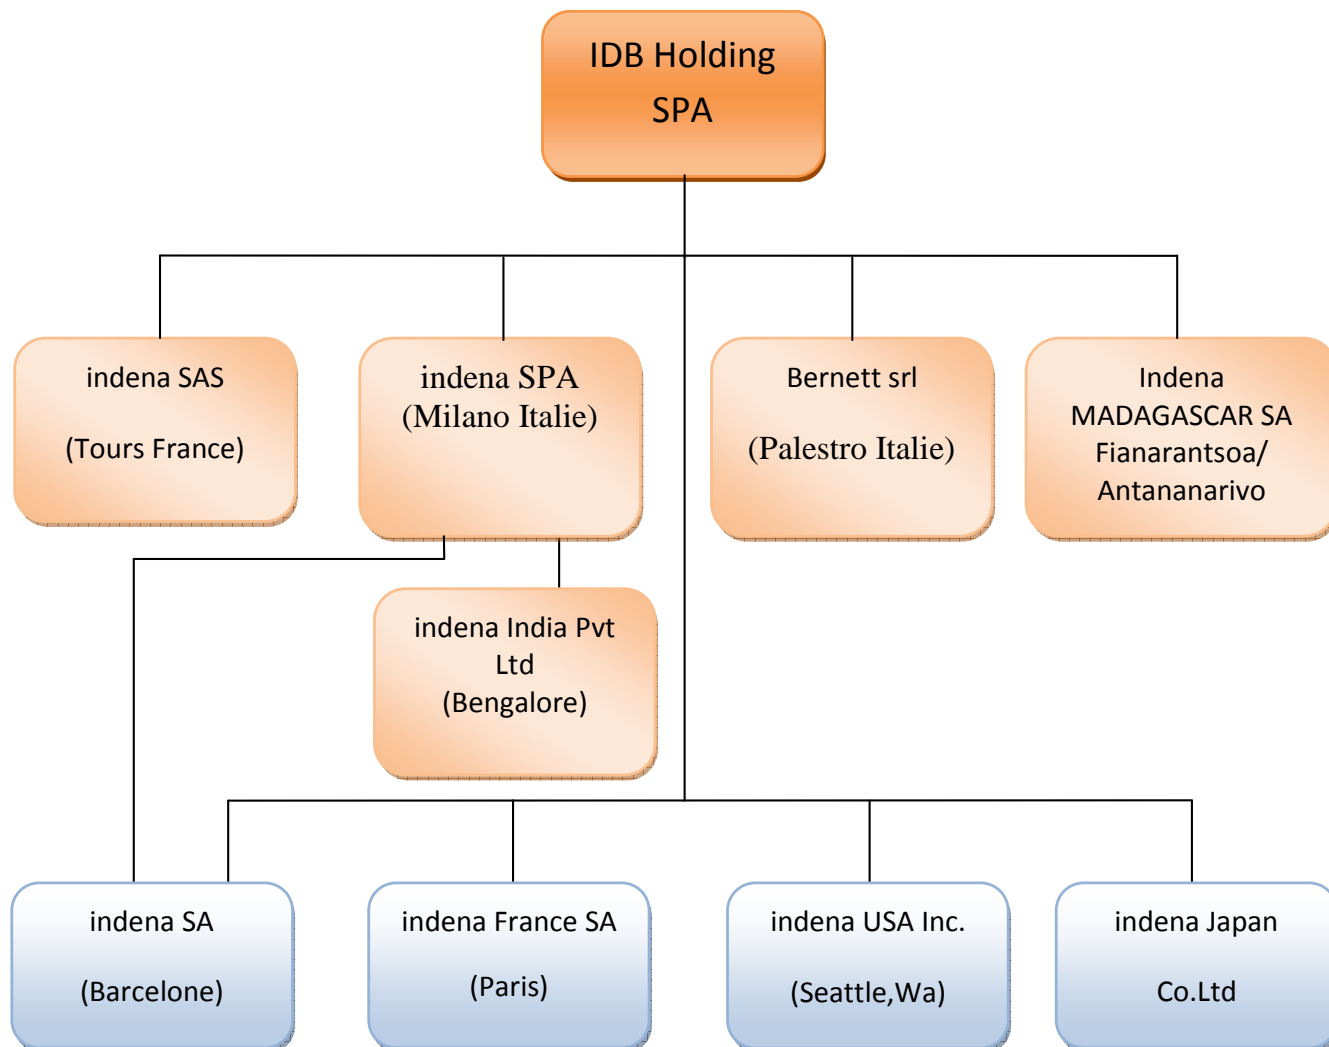 IDB Holding
SPA
indena SAS
(Tours France)
indena SPA
(Milano Italie)
Bernett srl
(Palestro Italie)
Indena
MADAGASCAR SA
Fianarantsoa/
Antananarivo
indena India Pvt
Ltd
(Bengalore)
indena SA
(Barcelone)
indena France SA
(Paris)
indena USA Inc.
(Seattle,Wa)
indena Japan
Co.Ltd